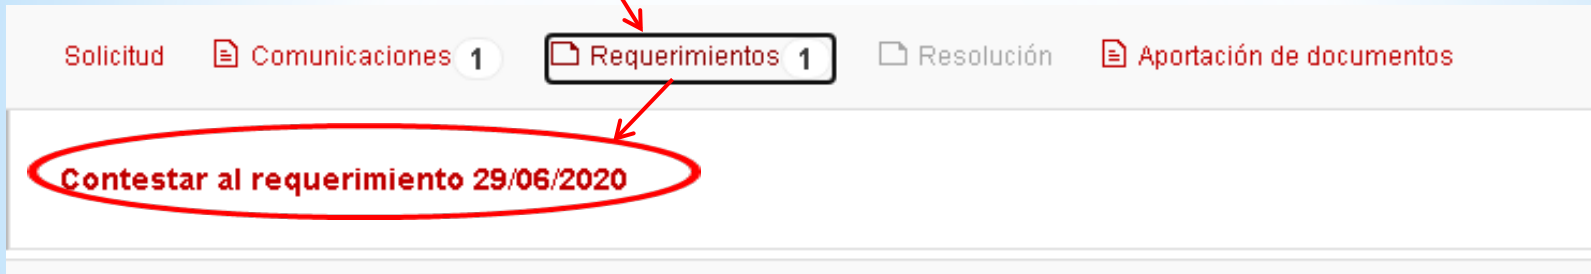 Solicitud Comunicaciones 1 Requerimientos 1 Resolución Aportación de documentos
Contestar al requerimiento 29/06/2020